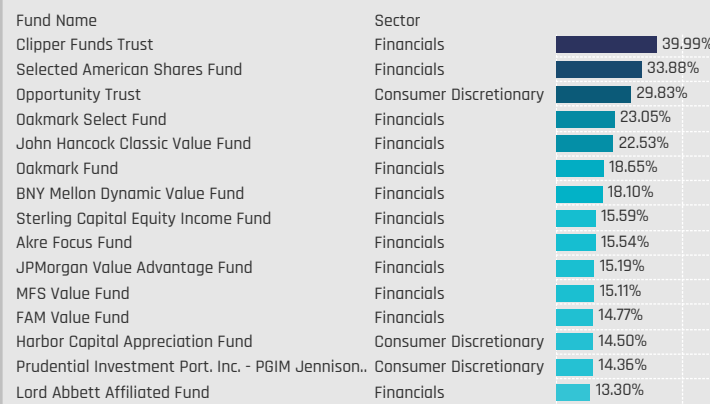 Fund Name Sector
Clipper Funds Trust Financials 39.99%
Selected American Shares Fund Financials 33.88%
Opportunity Trust Consumer Discretionary 29.83%
Oakmark Select Fund Financials 23.05%
John Hancock Classic Value Fund Financials 22.53%
Oakmark Fund Financials 18.65%
BNY Mellon Dynamic Value Fund Financials 18.10%
Sterling Capital Equity Income Fund Financials 15.59%
Akre Focus Fund Financials 15.54%
JPMorgan Value Advantage Fund Financials 15.19%
MFS Value Fund Financials 15.11%
FAM Value Fund Financials 14.77%
Harbor Capital Appreciation Fund Consumer Discretionary 14.50%
Prudential Investment Port. Inc. - PGIM Jennison.. Consumer Discretionary 14.36%
Lord Abbett Affiliated Fund Financials 13.30%